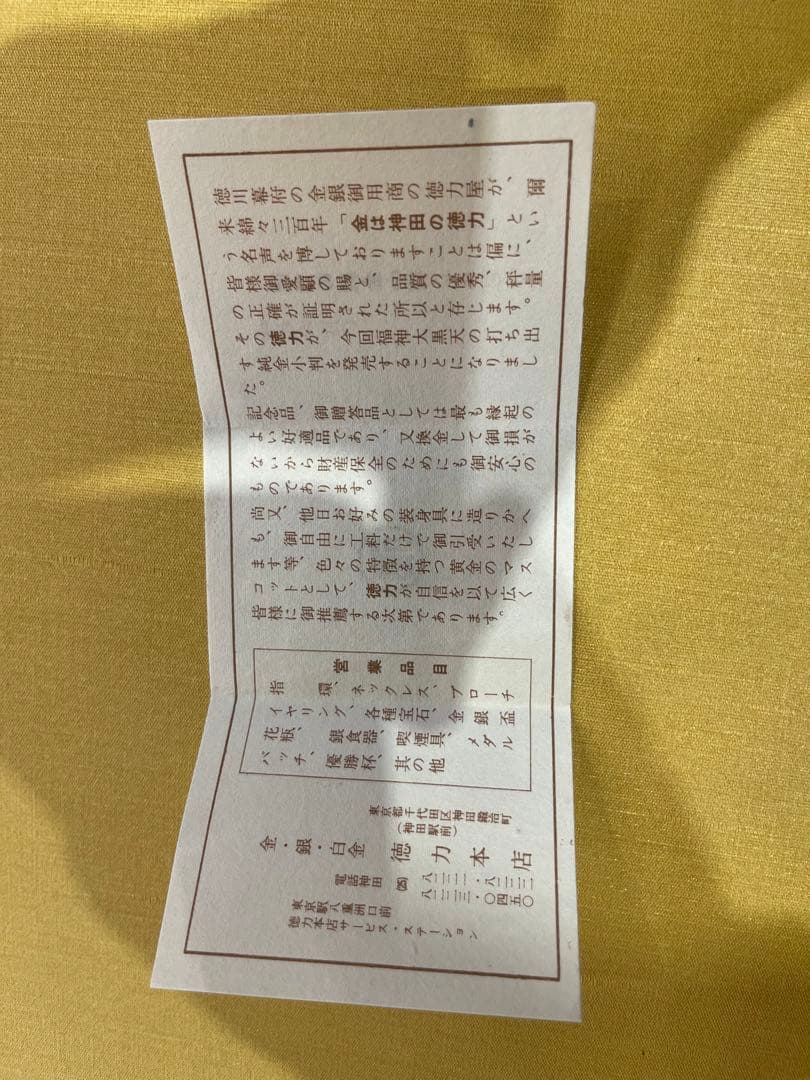 徳川幕府の金銀御用商の徳力屋が、爾
来綿々三百年「金は神田の徳力」とい
う名声を博しておりますことは偏に、
皆様御愛顧の賜と、品質の優秀、秤量
の正確が証明された所以と存じます。
その徳力が、今回福神大黒天の打ち出
す純金小判を発売することになりまし
た。
記念品、御贈答品としては最も縁起の
よい好適品であり、又換金して御損が
ないから財産保全のためにも御安心の
ものであります。
尚又、他日お好みの装身具に造りかへ
も、御自由に工料だけで御引受いたし
ます等、色々の特徴を持つ黄金のマス
コットとして、徳力が自信を以て広く
皆様に御推薦する次第であります。
営業品目
指環、ネックレス、ブローチ
イヤリング、各種宝石、金銀盃
花瓶、銀食器、喫煙具、メダル
バッチ、優勝杯、其の他
東京都千代田区神田鍛冶町
(神田駅前)
金・銀・白金 徳力本店
電話神田(25)
東京駅八重洲口前
徳力本店サービス・ステーション